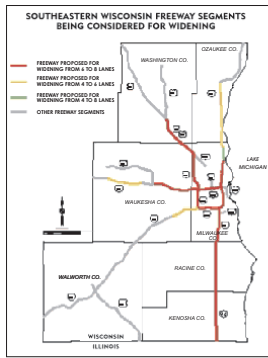 SOUTHEASTERN WISCONSIN FREEWAY SEGMENTS
BEING CONSIDERED FOR WIDENING
OZAUKEE CO.
WASHINGTON CO.
FREEWAY PROPOSED FOR
WIDENING FROM 6 TO 8 LANES
FREEWAY PROPOSED FOR
WIDENING FROM 4 TO 6 LANES
FREEWAY PROPOSED FOR
WIDENING FROM 4 TO 8 LANES
OTHER FREEWAY SEGMENTS
LAKE
MICHIGAN
WAUKESHA CO.
MILWAUKEE
CO.
RACINE CO.
WALWORTH CO.
KENOSHA CO.
WISCONSIN
ILLINOIS